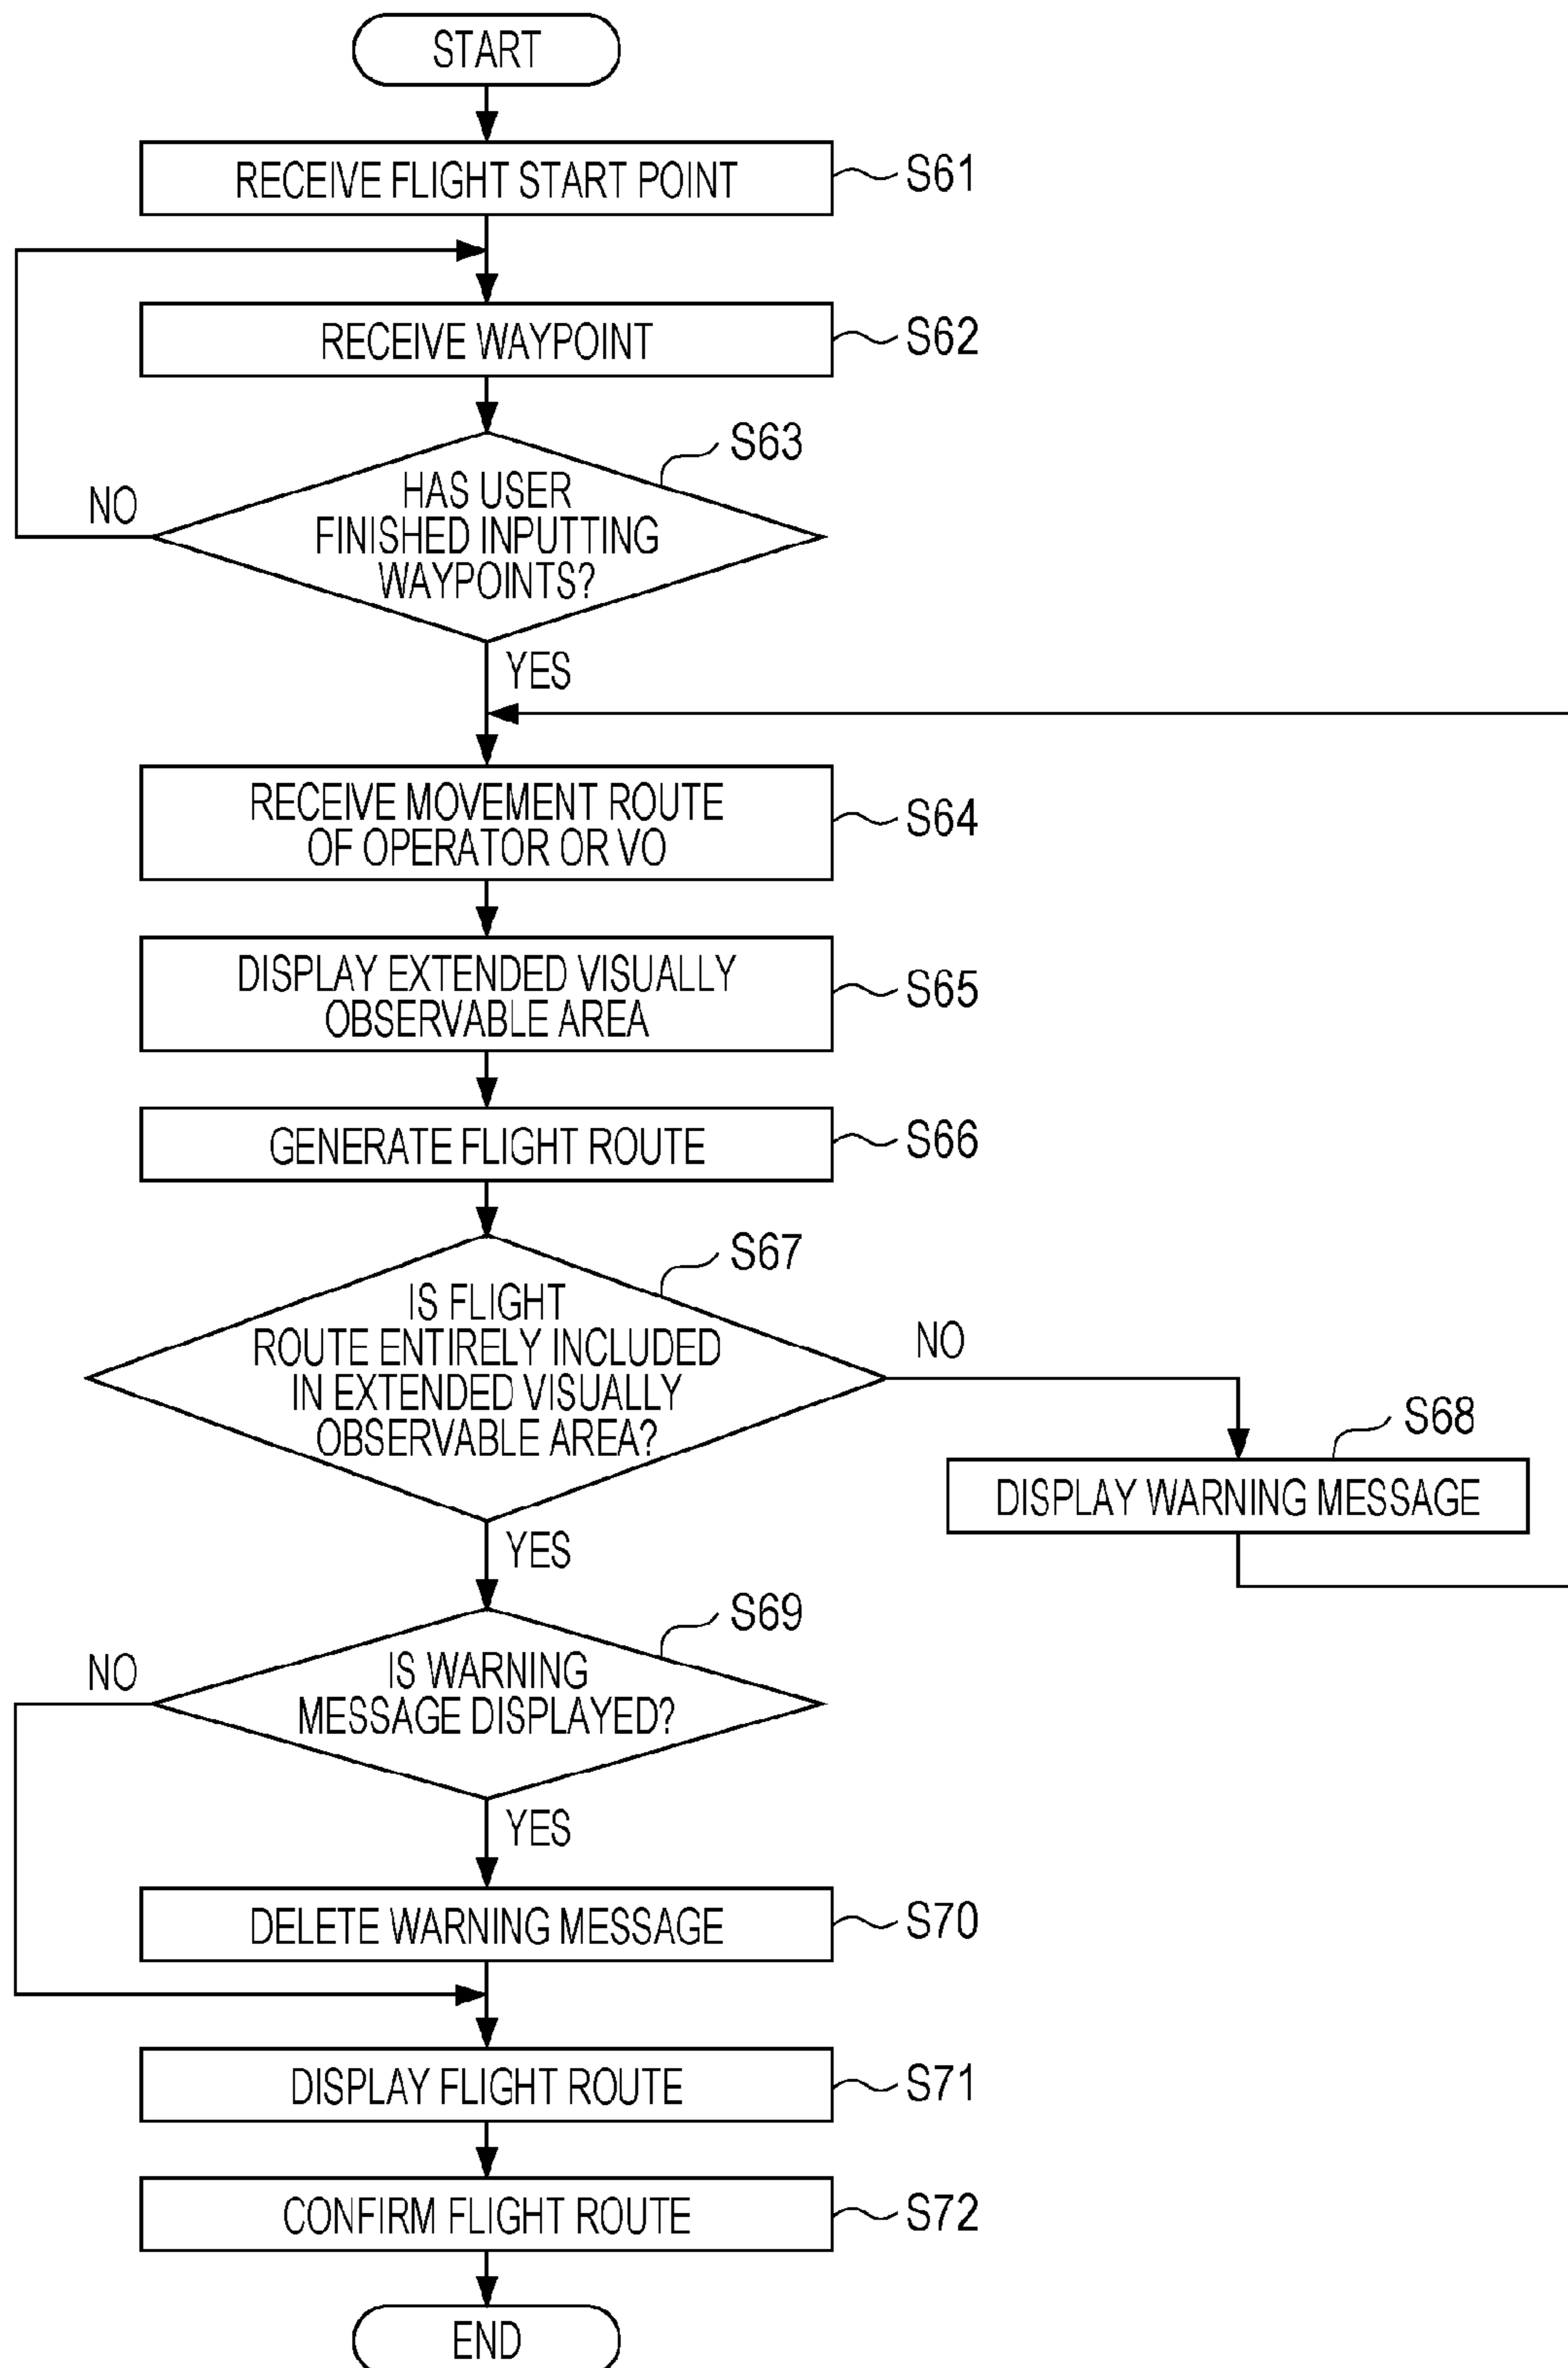 START
RECEIVE FLIGHT START POINT
S61
RECEIVE WAYPOINT
S62
S63
HAS USER
FINISHED INPUTTING
WAYPOINTS?
NO
YES
RECEIVE MOVEMENT ROUTE
OF OPERATOR OR VO
S64
DISPLAY EXTENDED VISUALLY
OBSERVABLE AREA
S65
GENERATE FLIGHT ROUTE
S66
S67
IS FLIGHT
ROUTE ENTIRELY INCLUDED
IN EXTENDED VISUALLY
OBSERVABLE AREA?
NO
S68
DISPLAY WARNING MESSAGE
YES
S69
IS WARNING
MESSAGE DISPLAYED?
NO
YES
DELETE WARNING MESSAGE
S70
DISPLAY FLIGHT ROUTE
S71
CONFIRM FLIGHT ROUTE
S72
END